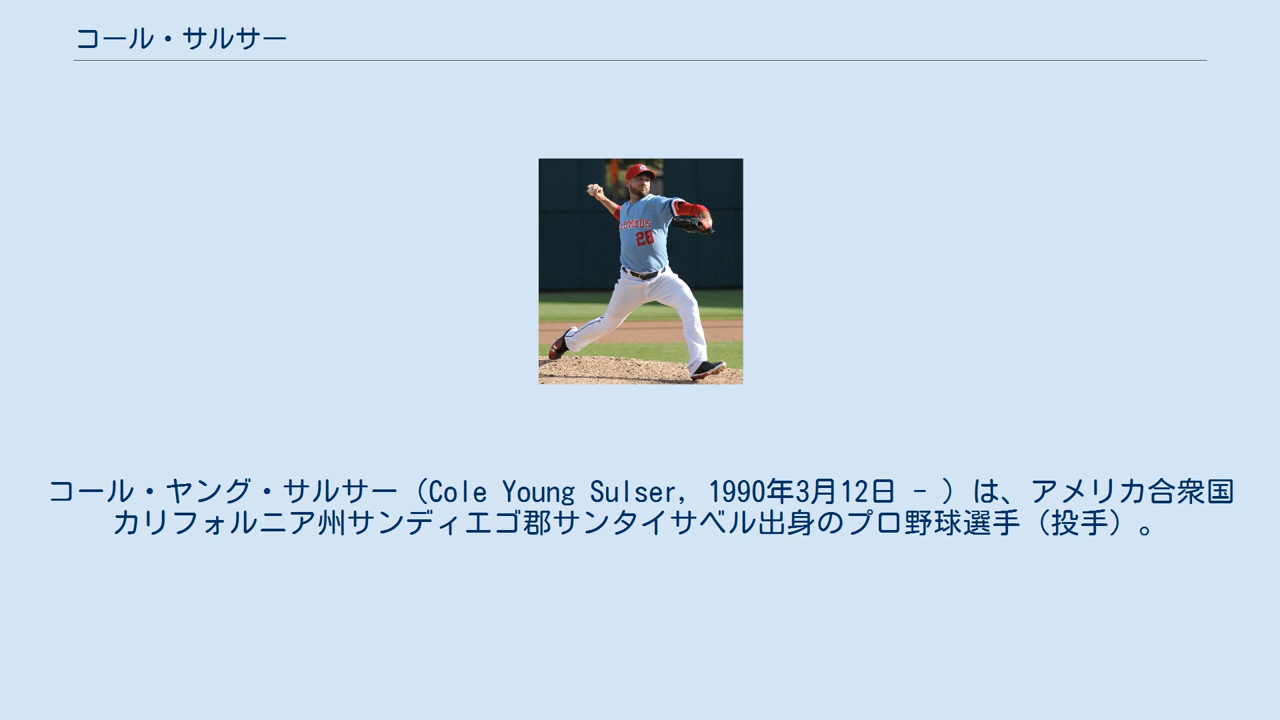 コール・サルサー
28
コール・ヤング・サルサー（Cole Young Sulser, 1990年3月12日 - ）は、アメリカ合衆国
カリフォルニア州サンディエゴ郡サンタイサベル出身のプロ野球選手（投手）。